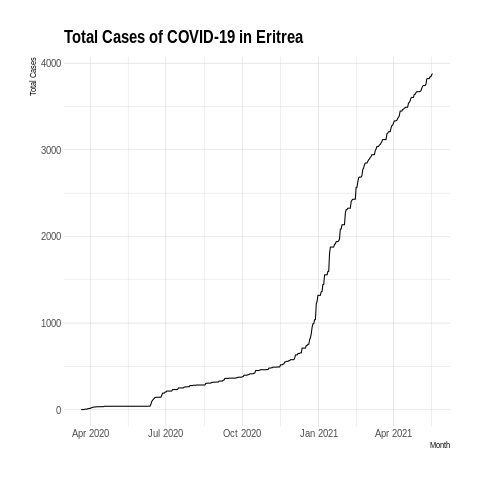 Total Cases of COVID-19 in Eritrea
Total Cases
4000
3000
2000
1000
0
Apr 2020 Jul 2020 Oct 2020 Jan 2021 Apr 2021
Month